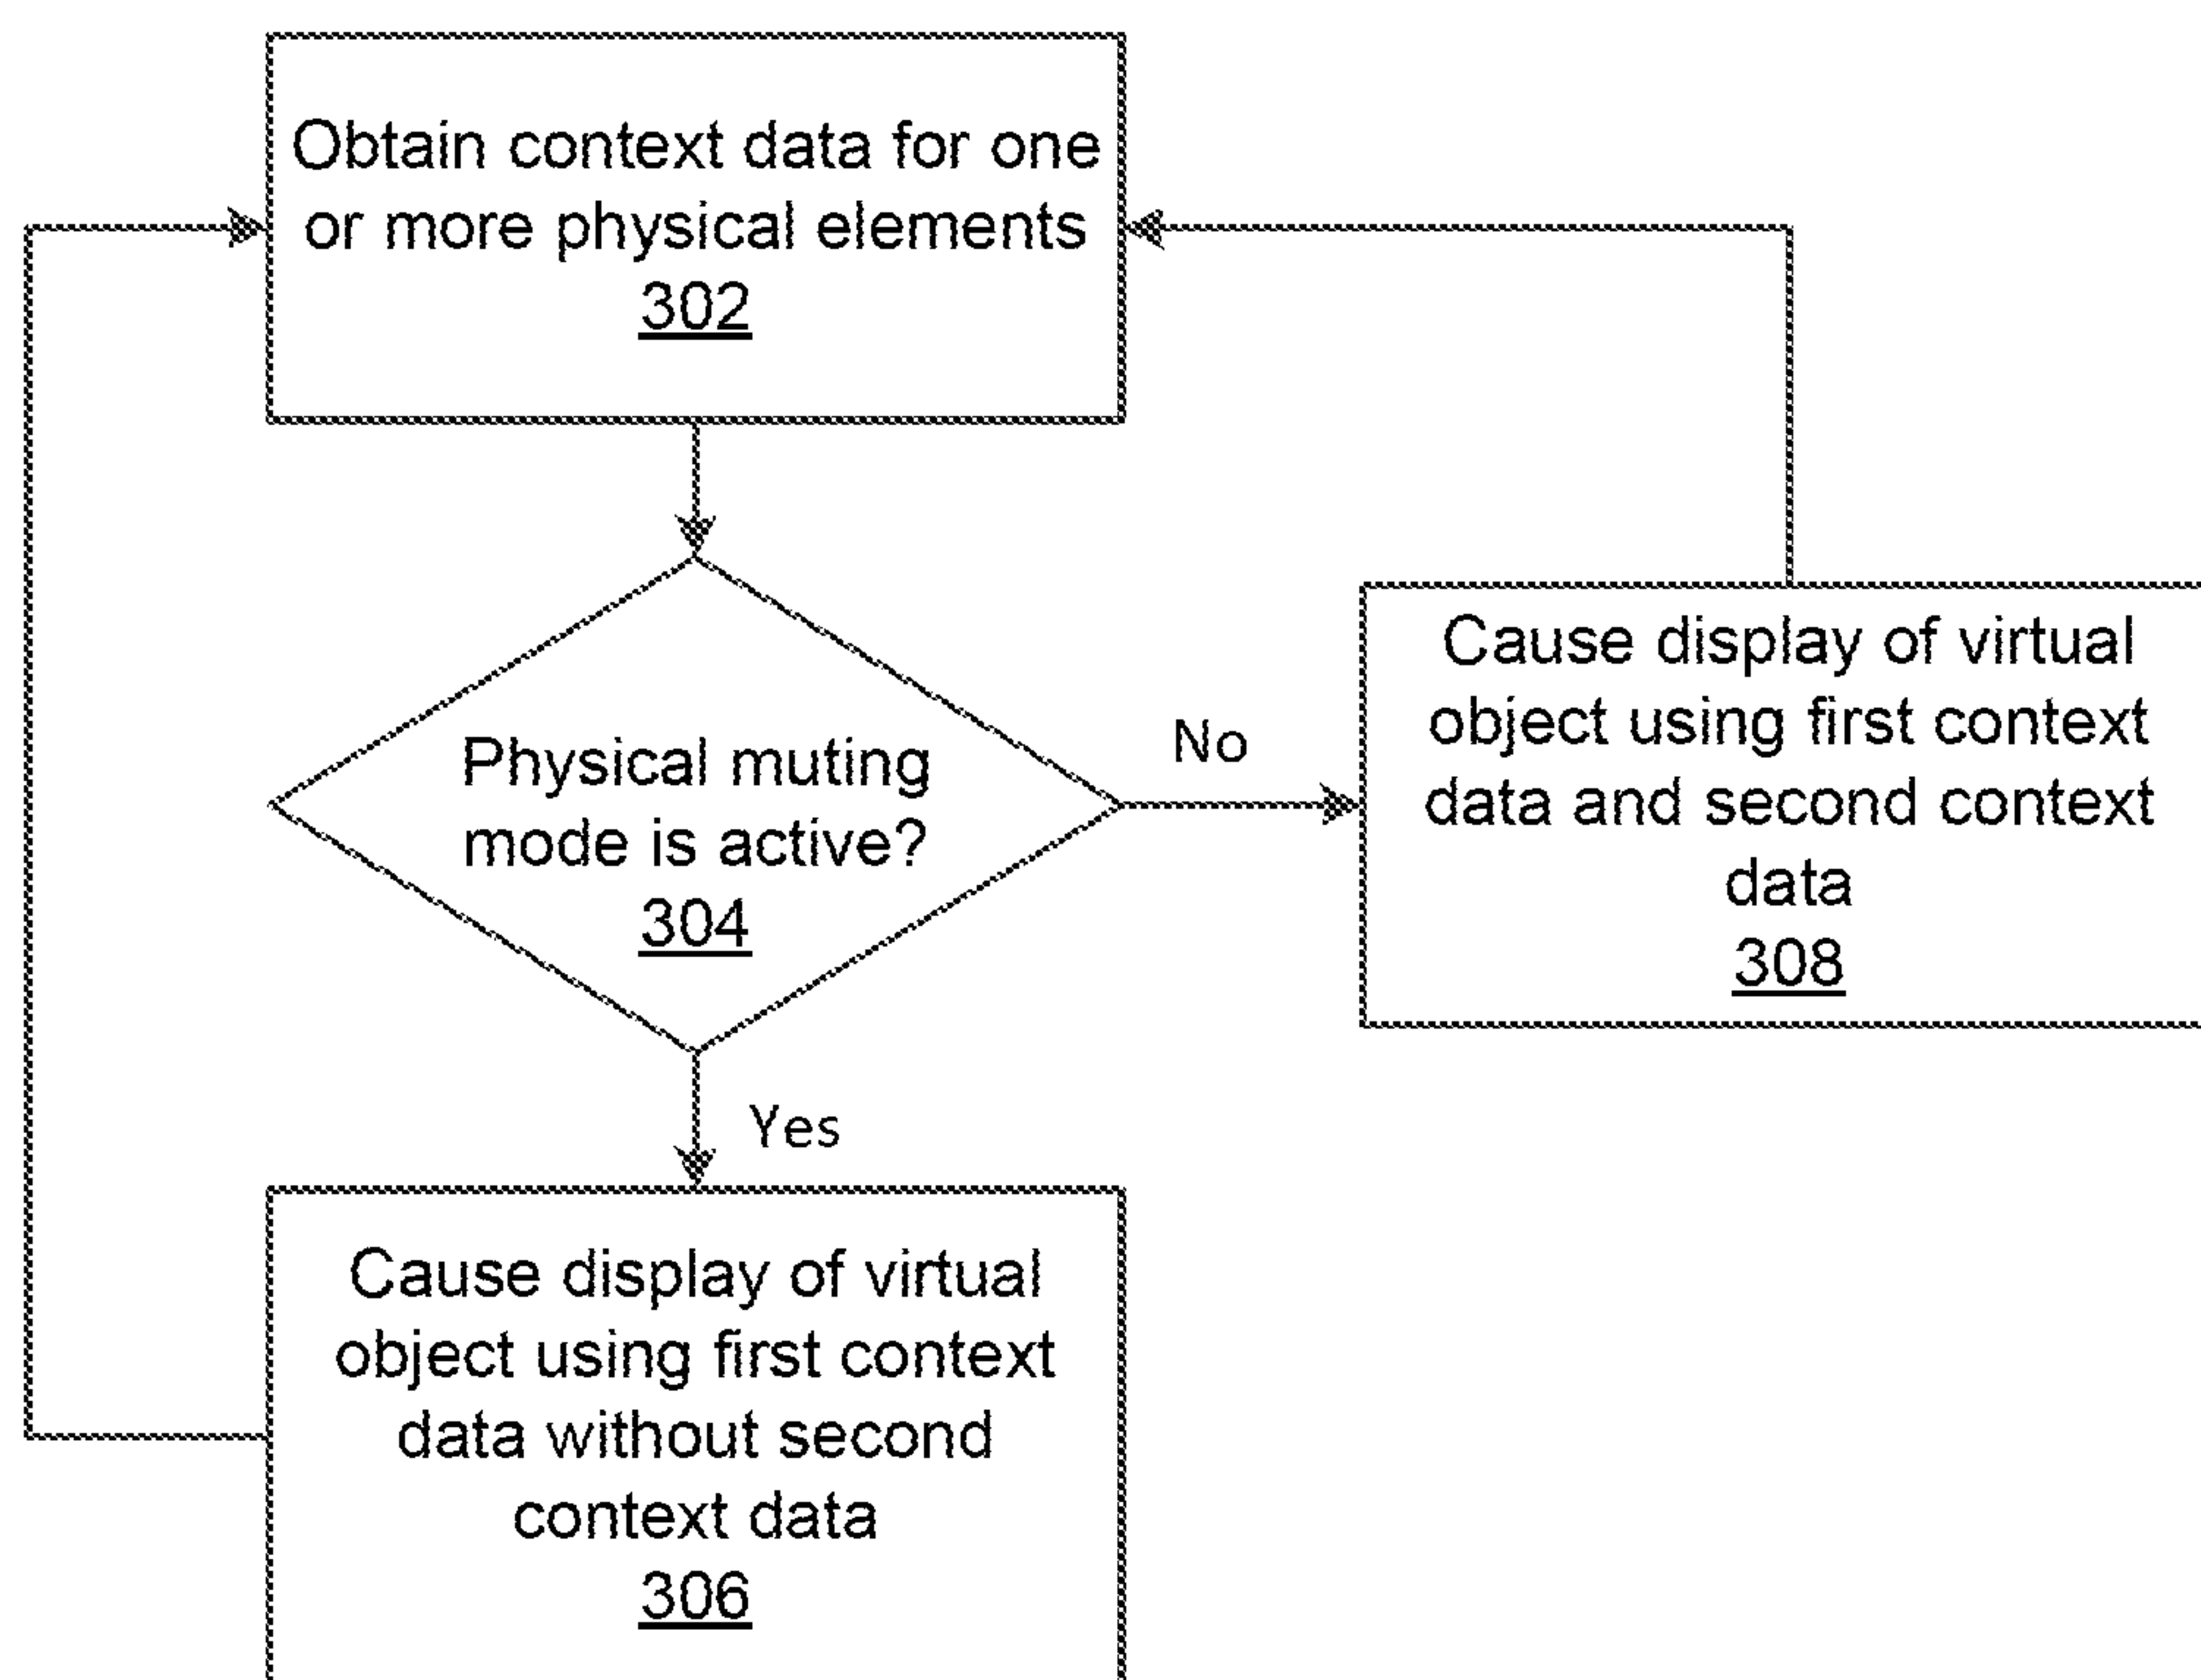 Obtain context data for one
or more physical elements
302
Physical muting
mode is active?
304
No
Cause display of virtual
object using first context
data and second context
data
308
Yes
Cause display of virtual
object using first context
data without second
context data
306